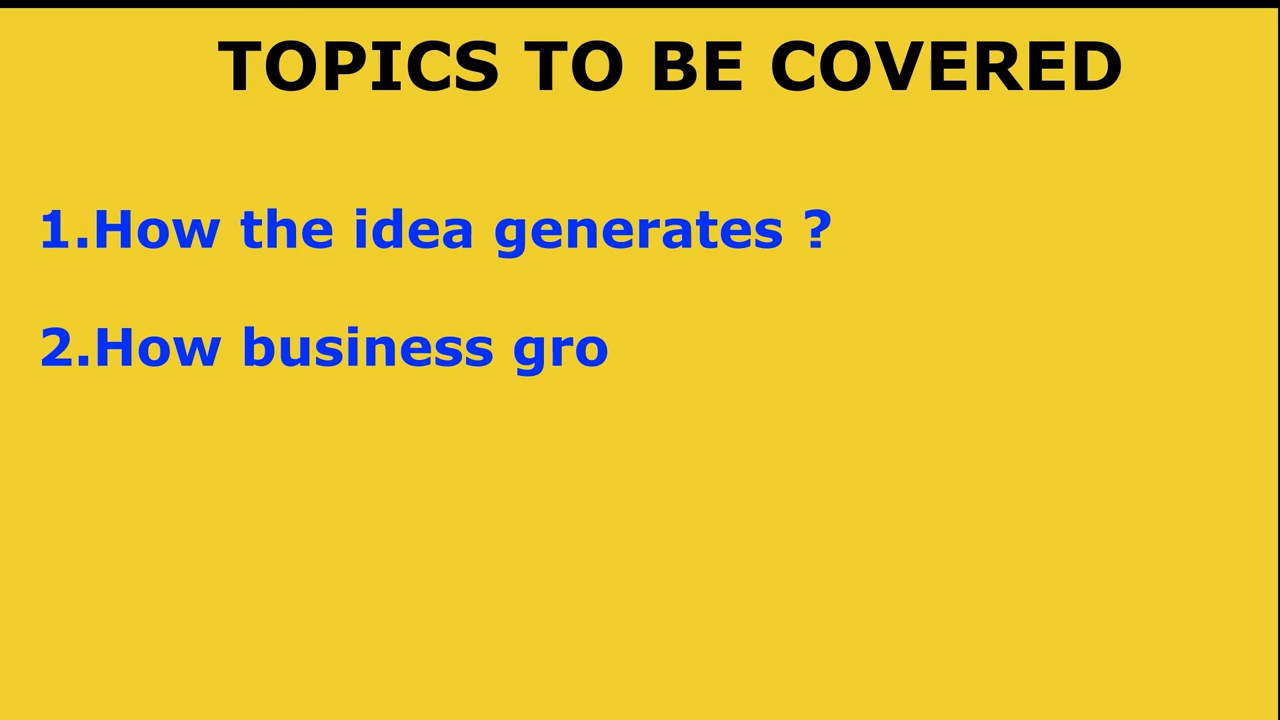 TOPICS TO BE COVERED
1.How the idea generates ?
2.How business gro